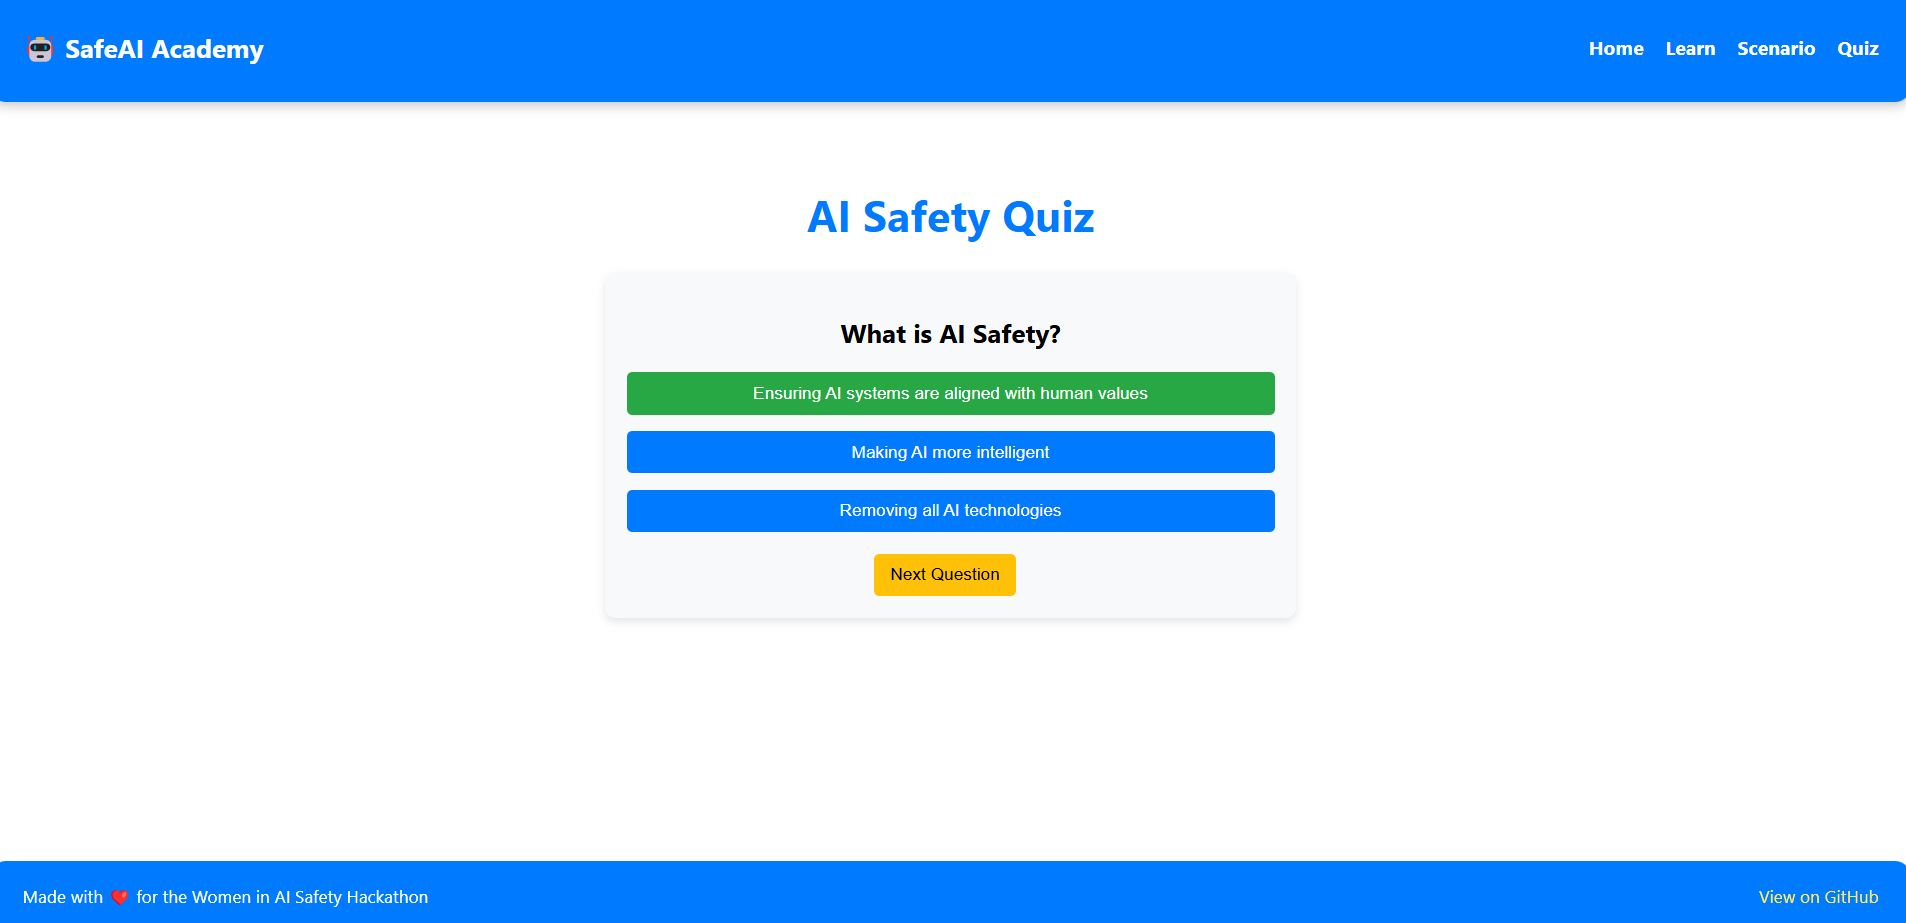 SafeAI Academy
Home Learn Scenario Quiz
AI Safety Quiz
What is AI Safety?
Ensuring AI systems are aligned with human values
Making AI more intelligent
Removing all AI technologies
Next Question
Made with ❤️ for the Women in AI Safety Hackathon
View on GitHub